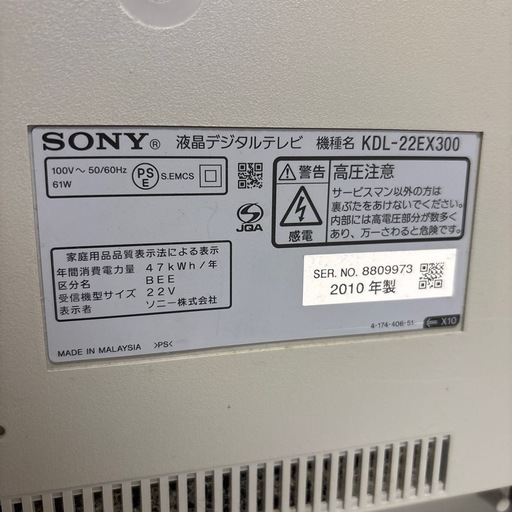 SONY® 液晶デジタルテレビ 機種名 KDL-22EX300
100V～ 50/60Hz
61W
PS
E
S.EMCS
JQA
警告
高圧注意
感電
サービスマン以外の方は
裏ぶたをあけないでください。
内部には高電圧部分が数多く
あり、万一さわると危険です。
家庭用品品質表示法による表示
年間消費電力量 47kWh/年
区分名 BEE
受信機型サイズ 22V
表示者 ソニー株式会社
SER. NO. 8809973
2010 年製
4-174-406-51
X10
MADE IN MALAYSIA >PS<